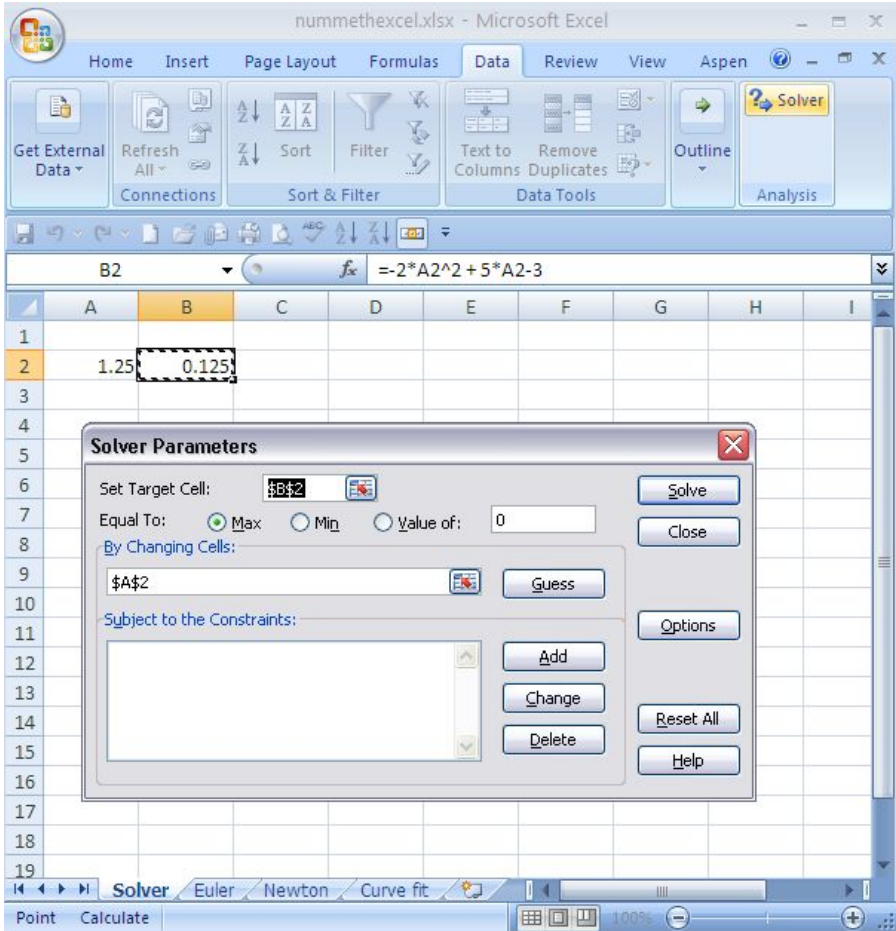 nummethexcel.xlsx - Microsoft Excel
Home Insert Page Layout Formulas Data Review View Aspen
Get External Data
Refresh All
Connections
A Z
Z A
Sort
Filter
Sort & Filter
Text to Columns
Remove Duplicates
Data Tools
Outline
Solver
Analysis
ABC
B2 fx =-2*A2^2 + 5*A2-3
A B C D E F G H I
1
2 1.25 0.125
3
4
5
6
7
8
9
10
11
12
13
14
15
16
17
18
19
Solver Parameters
Set Target Cell: $B$2
Solve
Equal To: Max Min Value of: 0
Close
By Changing Cells:
$A$2
Guess
Subject to the Constraints:
Options
Add
Change
Reset All
Delete
Help
Solver Euler Newton Curve fit
Point Calculate 100%